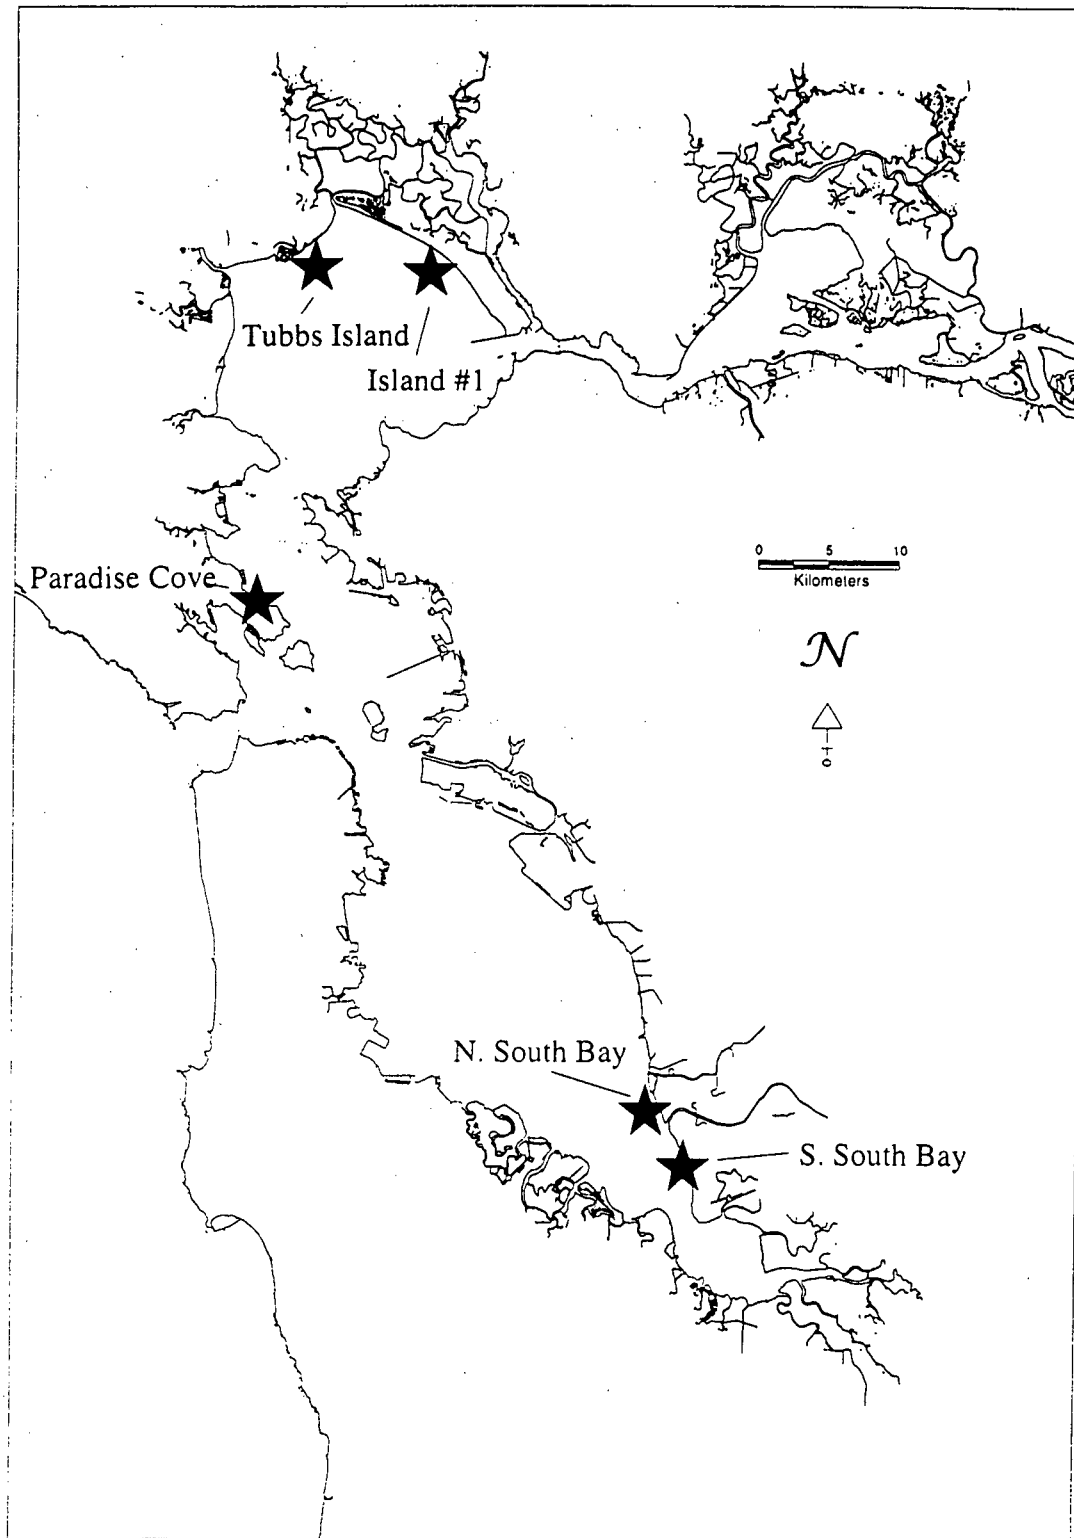 Tubbs Island
Island #1
Paradise Cove
0 5 10
Kilometers
N
N. South Bay
S. South Bay